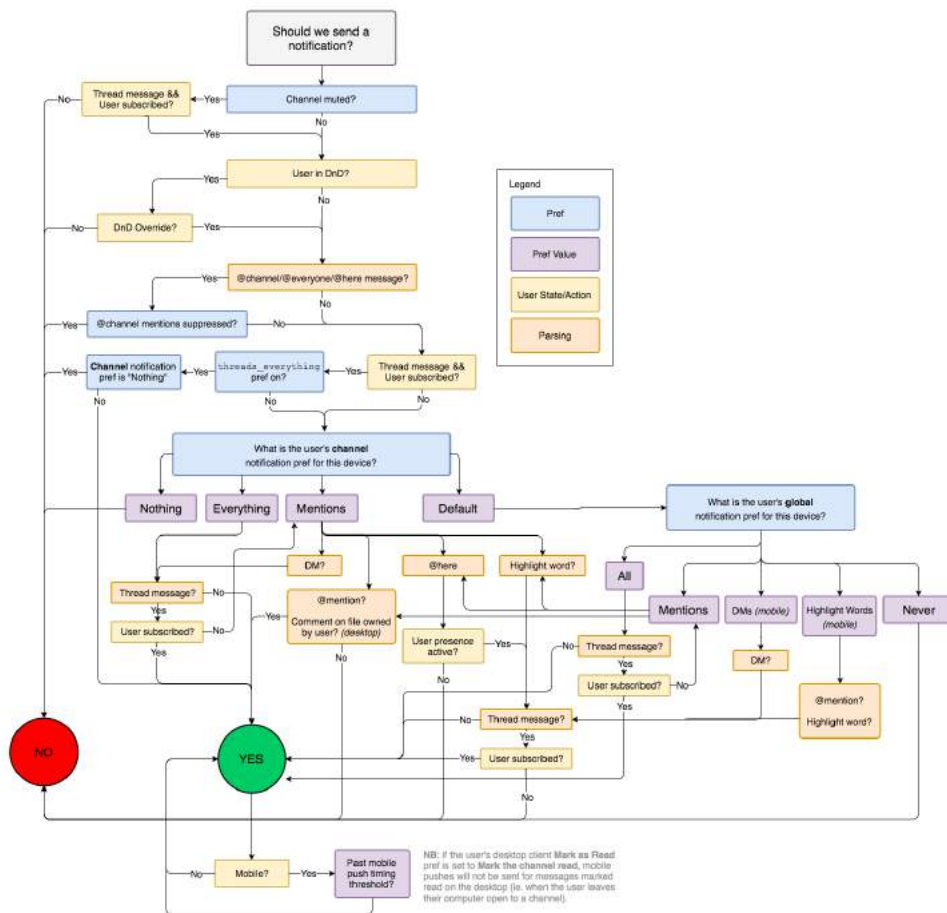 Should we send a
notification?
Thread message &&
User subscribed?
No
Yes
Channel muted?
No
Yes
User in DnD?
Yes
No
DnD Override?
No
Yes
Legend
Pref
Pref Value
User State/Action
Parsing
@channel/@everyone/@here message?
Yes
No
@channel mentions suppressed?
Yes
No
Channel notification
pref is "Nothing"
Yes
Yes
threads_everything
pref on?
Yes
Thread message &&
User subscribed?
No
No
No
What is the user's channel
notification pref for this device?
Nothing
Everything
Mentions
Default
What is the user's global
notification pref for this device?
DM?
@here
Highlight word?
All
Thread message?
No
Yes
User subscribed?
No
Yes
@mention?
Comment on file owned
by user? (desktop)
Yes
No
User presence
active?
Yes
No
Mentions
DMs (mobile)
Highlight Words
(mobile)
Never
Thread message?
No
Yes
User subscribed?
No
Yes
DM?
@mention?
Highlight word?
Thread message?
No
Yes
User subscribed?
Yes
No
NO
YES
Mobile?
No
Yes
Past mobile
push timing
threshold?
NB: if the user's desktop client Mark as Read
pref is set to Mark the channel read, mobile
pushes will not be sent for messages marked
read on the desktop (ie. when the user leaves
their computer open to a channel).